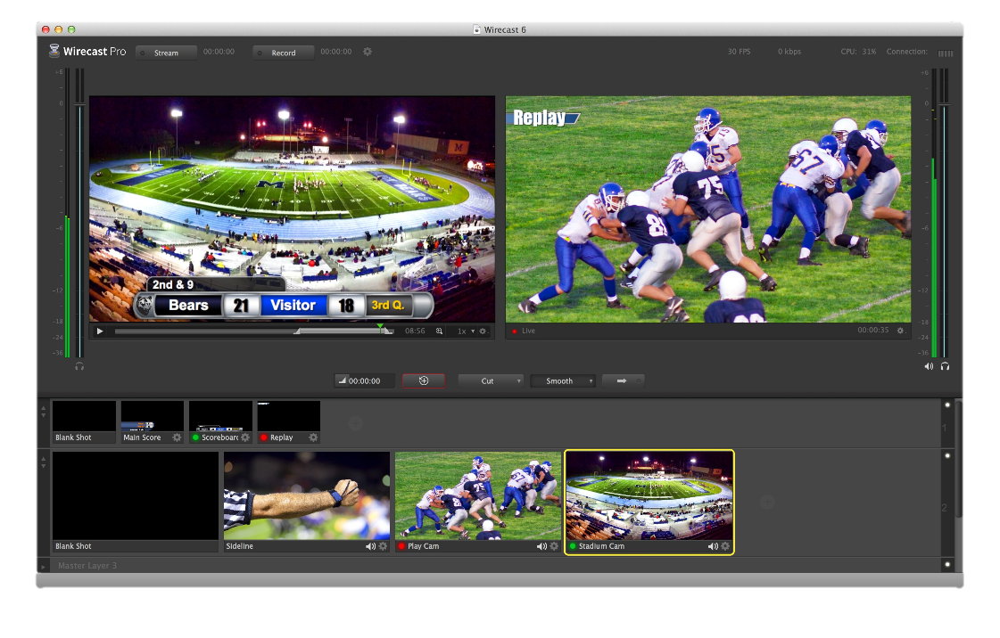 Wirecast 6
Wirecast Pro
Stream
00:00:00
Record
00:00:00
30 FPS
0 kbps
CPU: 31%
Connection:
+6
0
-6
-12
-18
-24
-36
M
M
2nd & 9
Bears 21 Visitor 18 3rd Q.
08:56
1x
Replay
15
67
75
Live
00:00:35
+6
0
-6
-12
-18
-24
-36
00:00:00
Cut
Smooth
Blank Shot
Main Score
Scoreboard
Replay
1
Blank Shot
Sideline
Play Cam
Stadium Cam
2
Master Layer 3